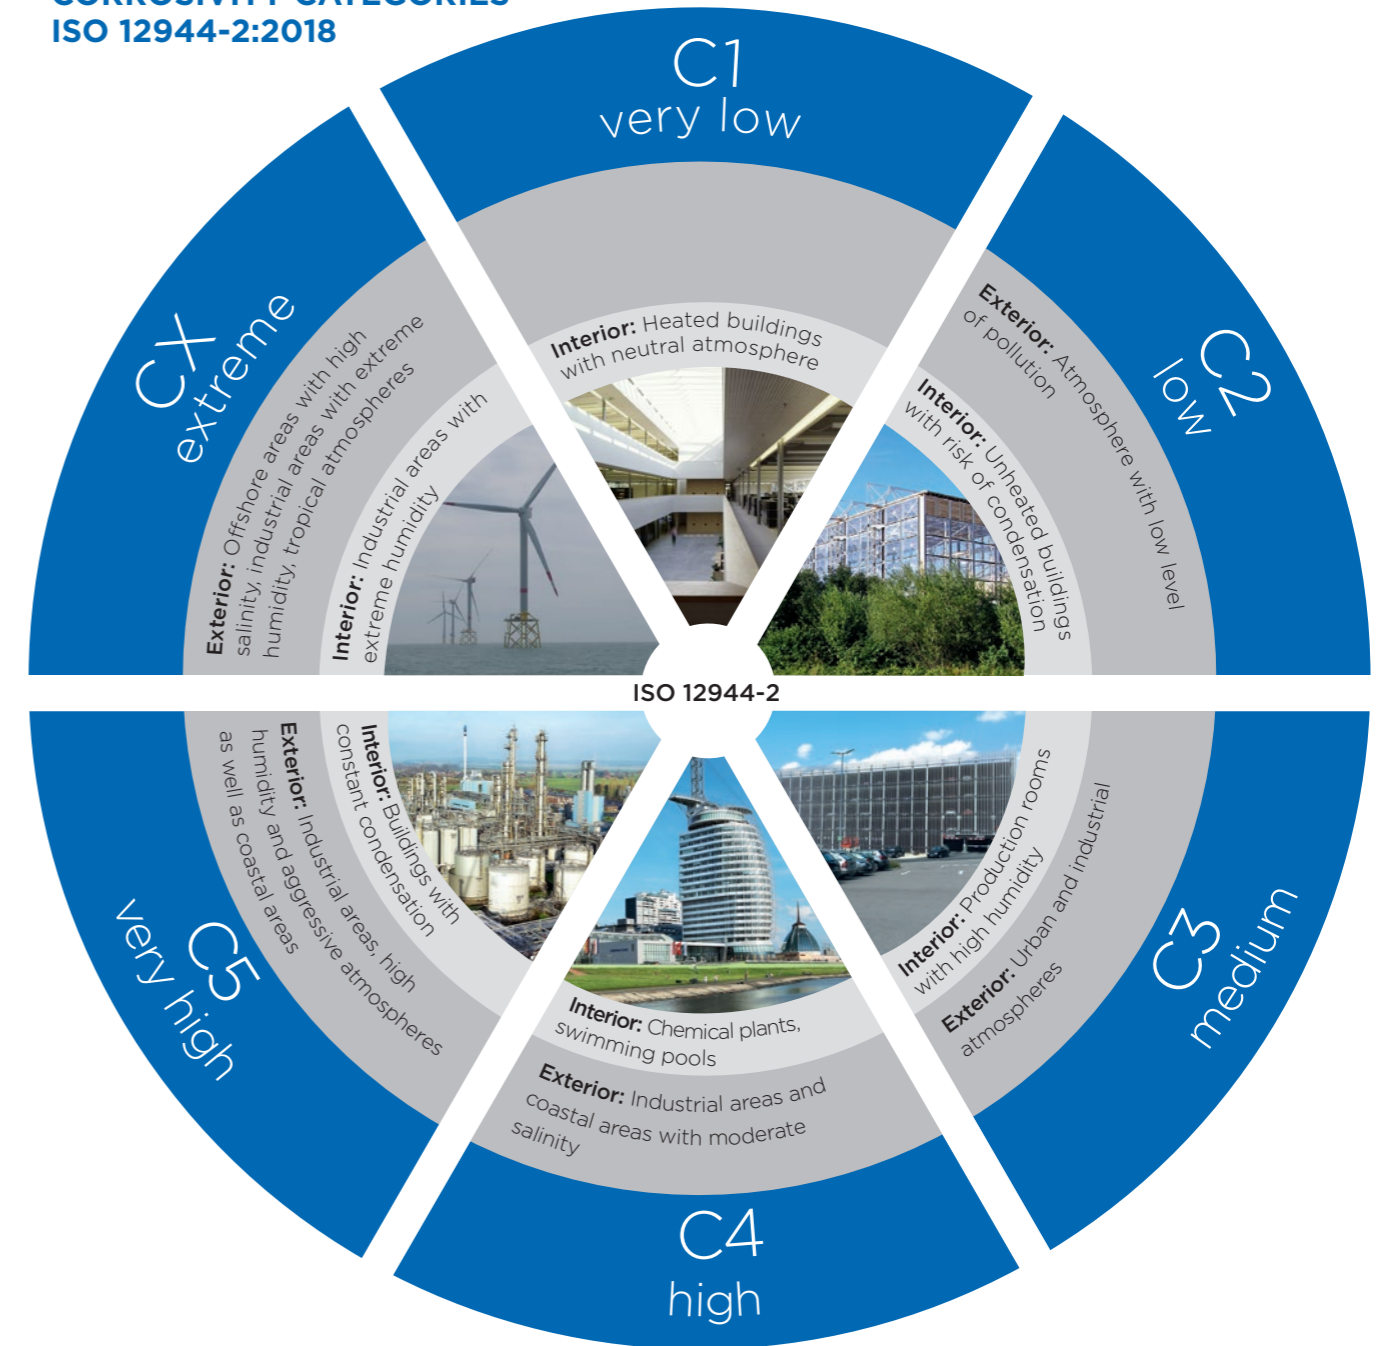 CORROSIVITY CATEGORIES
ISO 12944-2:2018
C1
very low
Interior: Heated buildings
with neutral atmosphere
C2
low
Exterior: Atmosphere with low level
of pollution
Interior: Unheated buildings
with risk of condensation
C3
medium
Interior: Production rooms
with high humidity
Exterior: Urban and industrial
atmospheres
C4
high
Interior: Chemical plants,
swimming pools
Exterior: Industrial areas and
coastal areas with moderate
salinity
C5
very high
Interior: Buildings with
constant condensation
Exterior: Industrial areas, high
humidity and aggressive atmospheres
as well as coastal areas
CX
extreme
Exterior: Offshore areas with high
salinity, industrial areas with extreme
humidity, tropical atmospheres
Interior: Industrial areas with
extreme humidity
ISO 12944-2